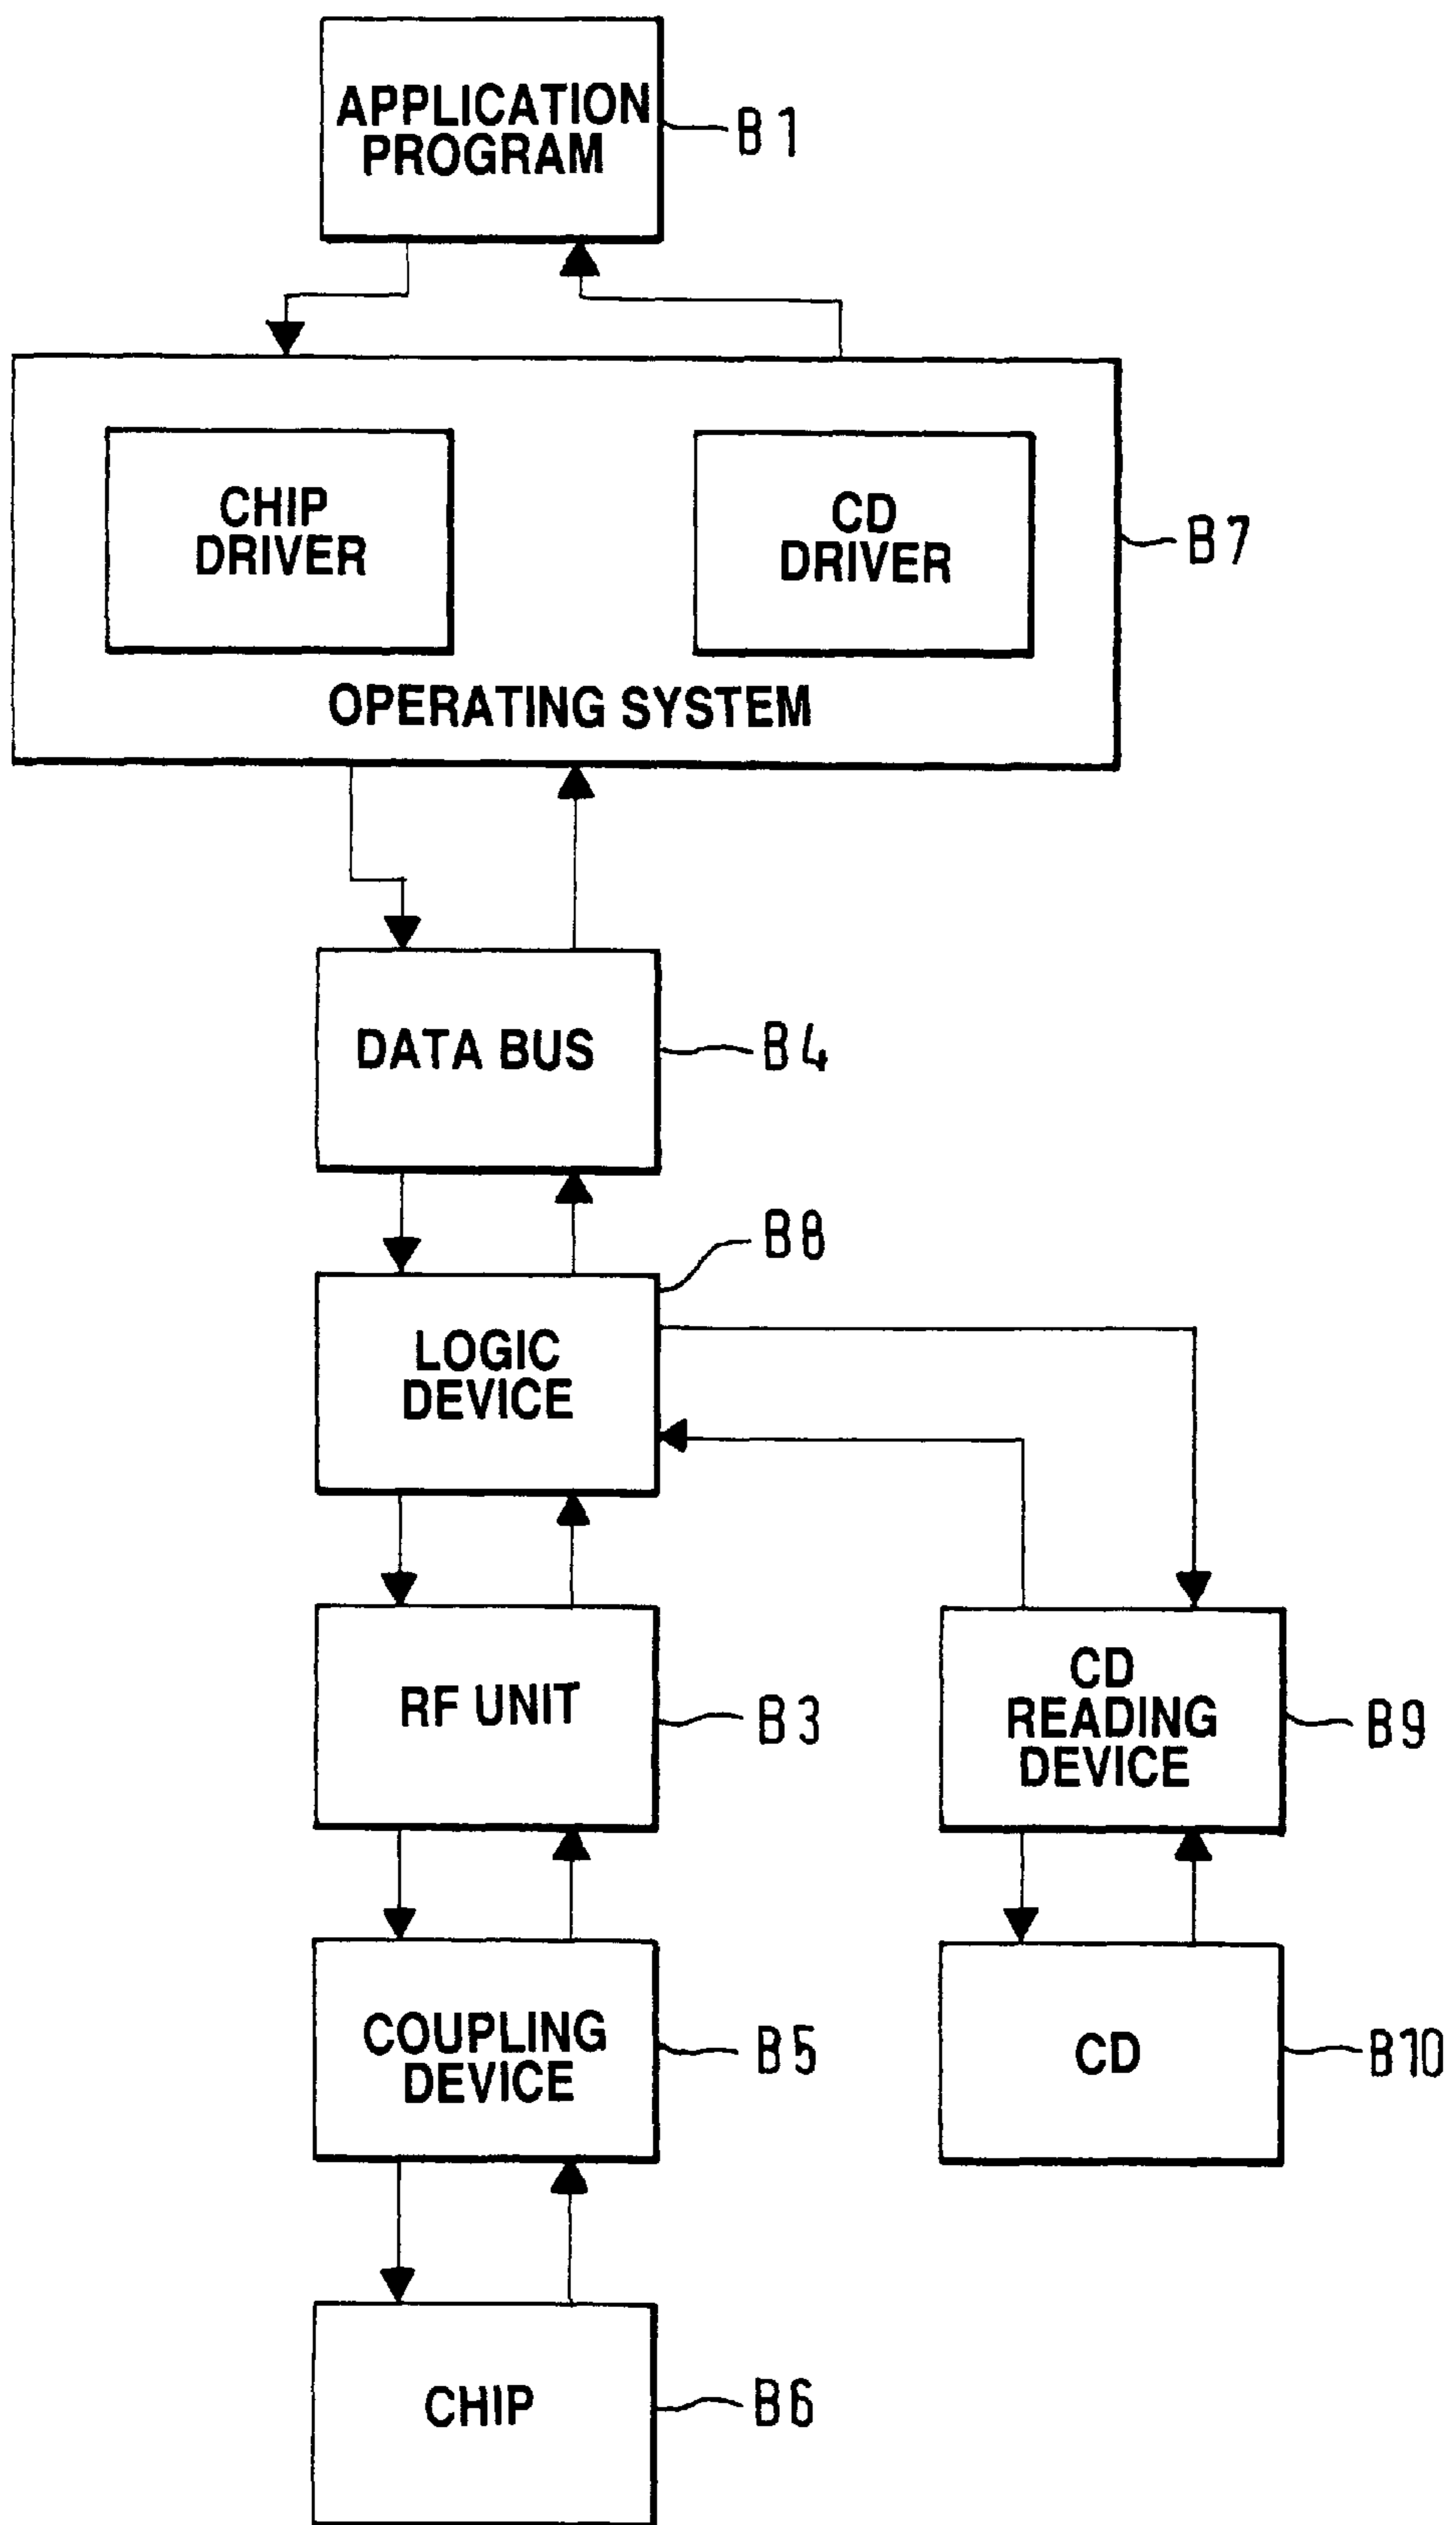 APPLICATION
PROGRAM
B1
CHIP
DRIVER
CD
DRIVER
B7
OPERATING SYSTEM
DATA BUS
B4
B8
LOGIC
DEVICE
RF UNIT
B3
CD
READING
DEVICE
B9
COUPLING
DEVICE
B5
CD
B10
CHIP
B6